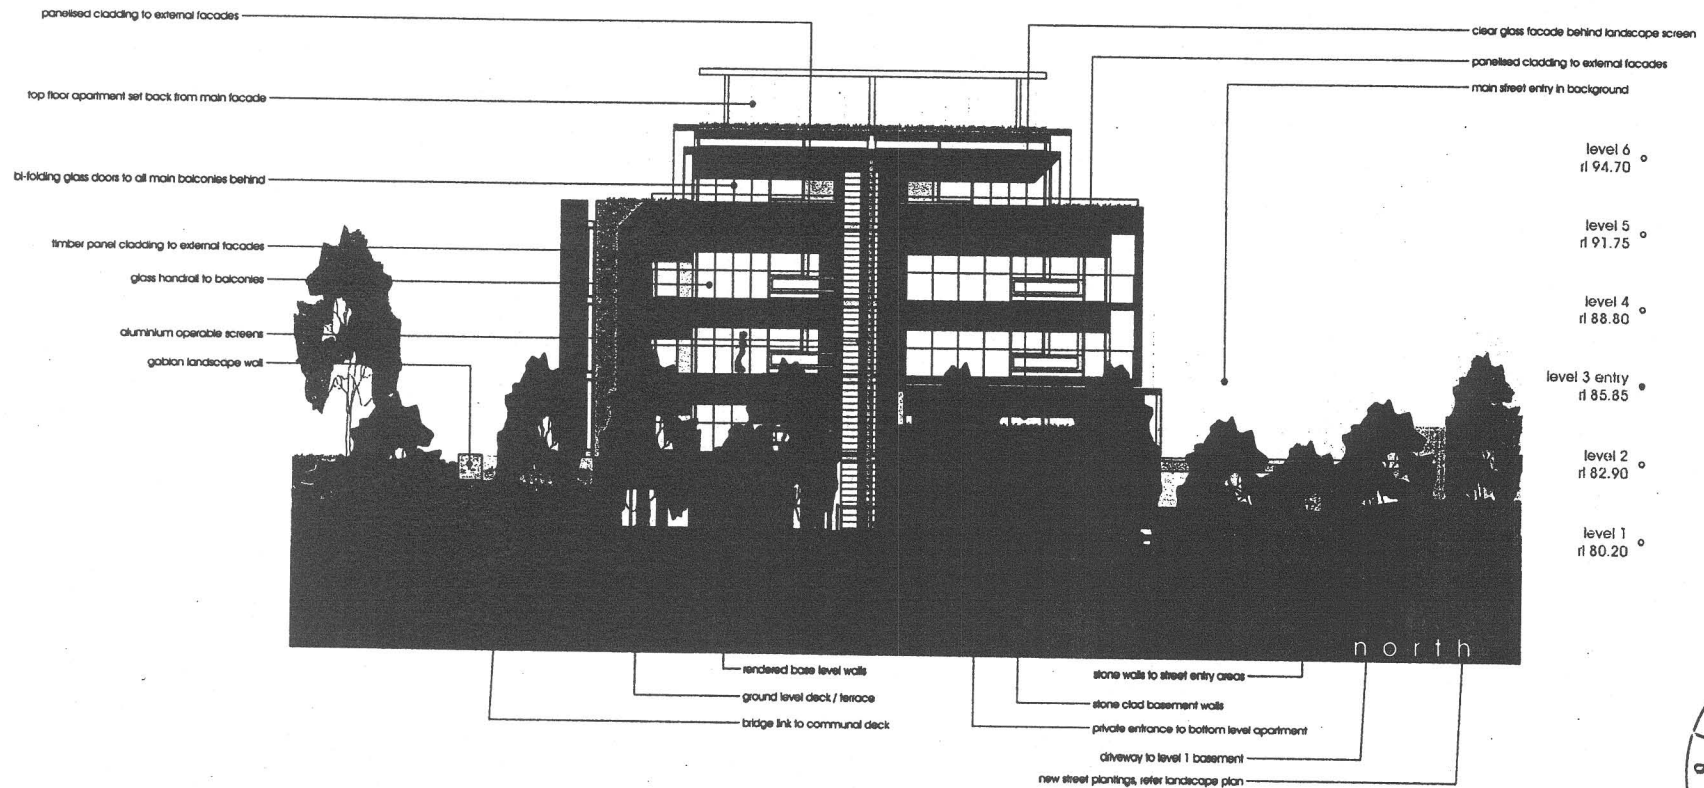 panelised cladding to external facades
top floor apartment set back from main facade
bi-folding glass doors to all main balconies behind
timber panel cladding to external facades
glass handrail to balconies
aluminium operable screens
gabian landscape wall
clear glass facade behind landscape screen
panelised cladding to external facades
main street entry in background
level 6
rl 94.70
level 5
rl 91.75
level 4
rl 88.80
level 3 entry
rl 85.85
level 2
rl 82.90
level 1
rl 80.20
north
rendered base level walls
ground level deck / terrace
bridge link to communal deck
stone walls to street entry areas
stone clad basement walls
private entrance to bottom level apartment
driveway to level 1 basement
new street plantings, refer landscape plan